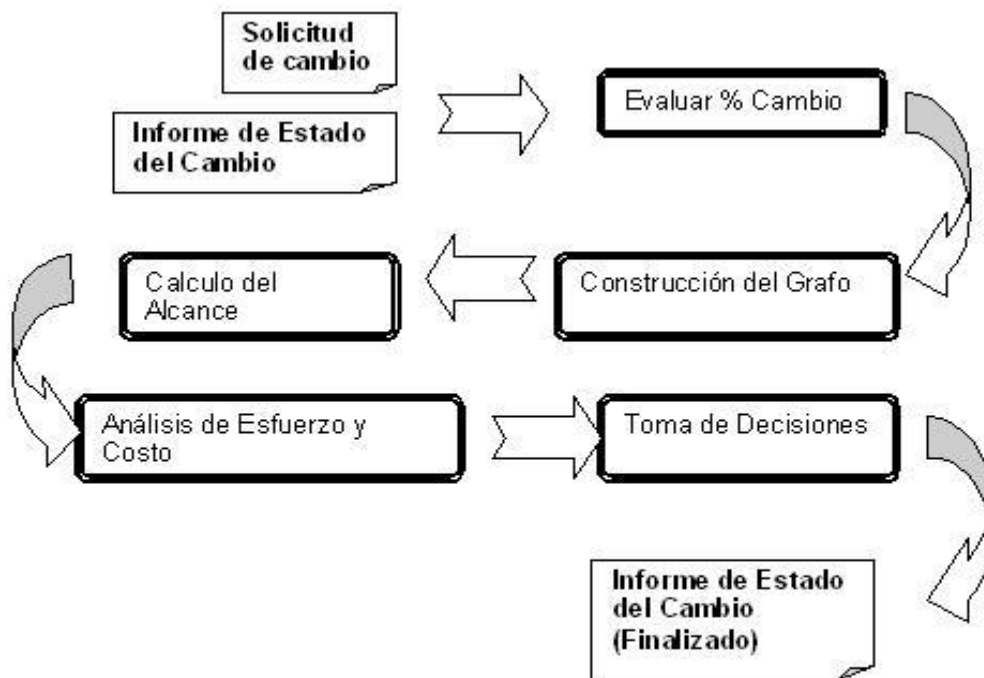 Solicitud
de cambio
Informe de Estado
del Cambio
Evaluar % Cambio
Construcción del Grafo
Calculo del
Alcance
Análisis de Esfuerzo y
Costo
Toma de Decisiones
Informe de Estado
del Cambio
(Finalizado)